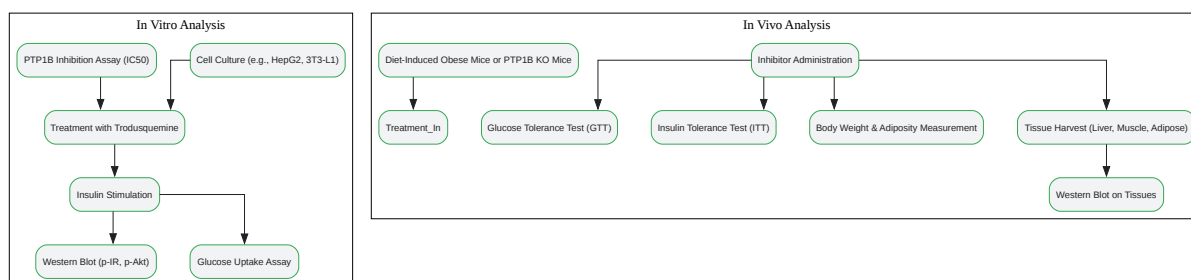 In Vitro Analysis
PTP1B Inhibition Assay (IC50)
Cell Culture (e.g., HepG2, 3T3-L1)
Treatment with Trodusquemine
Insulin Stimulation
Western Blot (p-IR, p-Akt)
Glucose Uptake Assay
In Vivo Analysis
Diet-Induced Obese Mice or PTP1B KO Mice
Inhibitor Administration
Treatment_In
Glucose Tolerance Test (GTT)
Insulin Tolerance Test (ITT)
Body Weight & Adiposity Measurement
Tissue Harvest (Liver, Muscle, Adipose)
Western Blot on Tissues